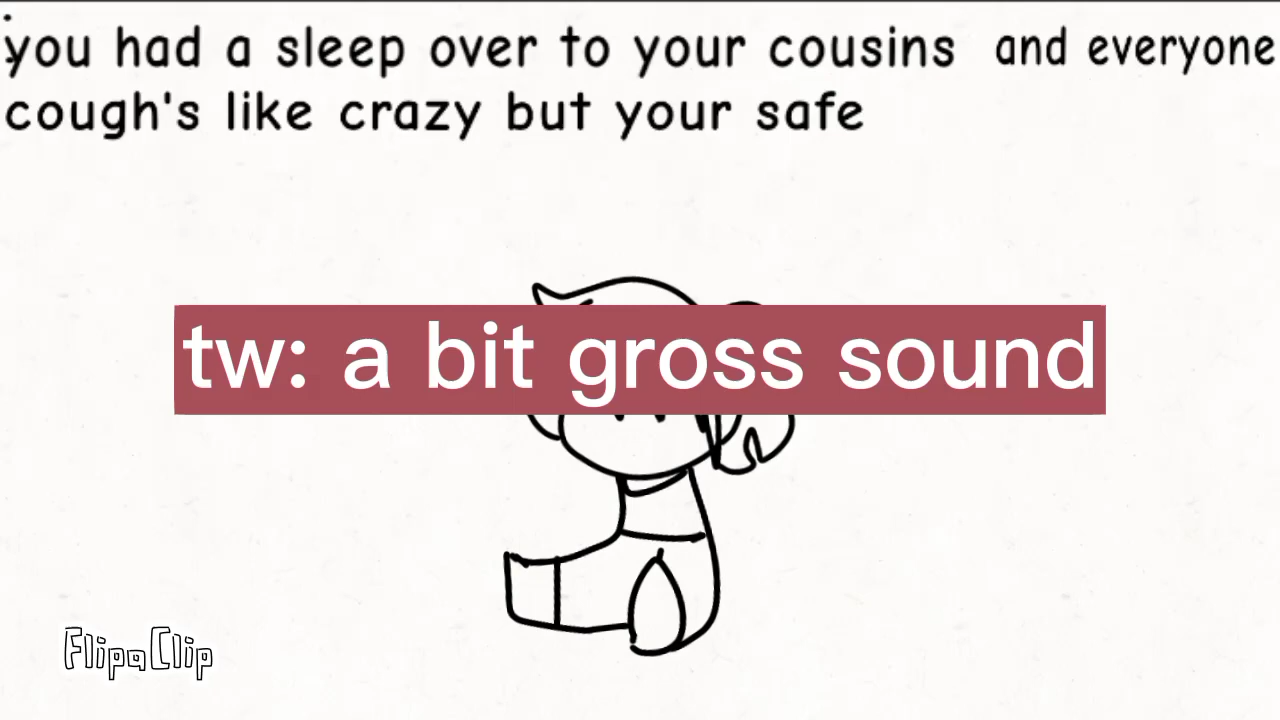 you had a sleep over to your cousins and everyone
cough's like crazy but your safe
tw: a bit gross sound
FlipaClip